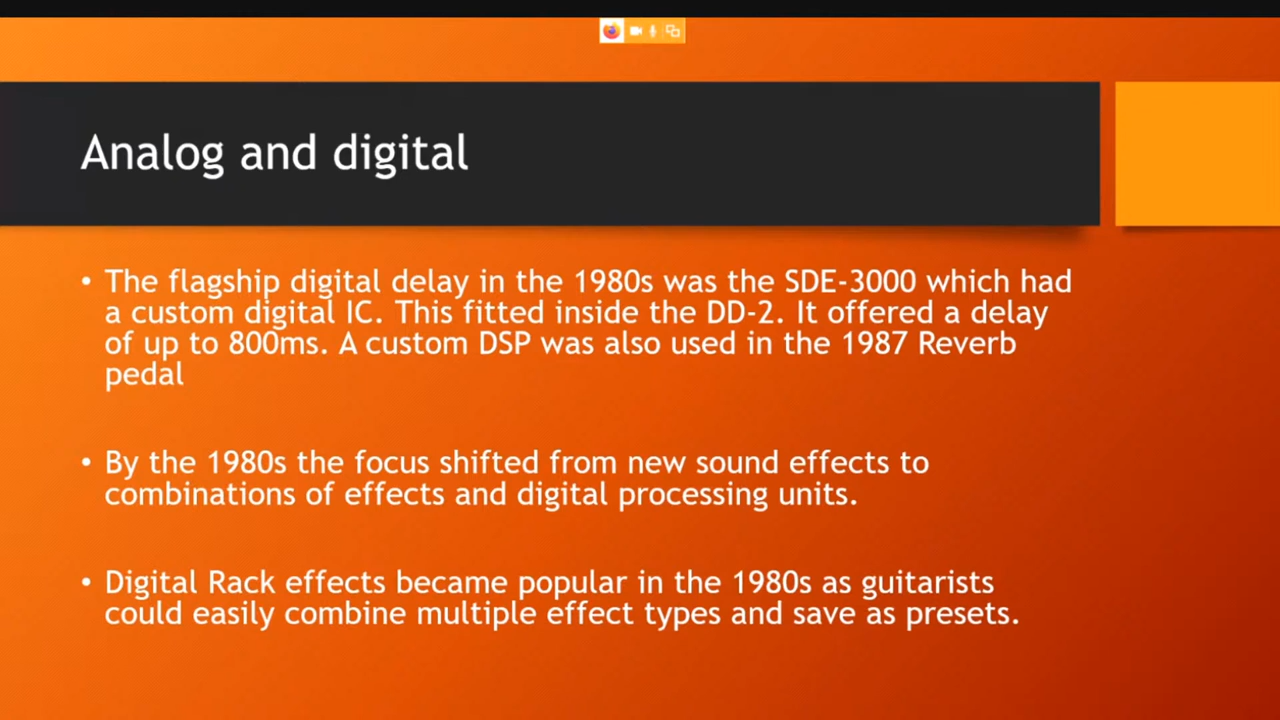 Analog and digital
• The flagship digital delay in the 1980s was the SDE-3000 which had
a custom digital IC. This fitted inside the DD-2. It offered a delay
of up to 800ms. A custom DSP was also used in the 1987 Reverb
pedal
• By the 1980s the focus shifted from new sound effects to
combinations of effects and digital processing units.
• Digital Rack effects became popular in the 1980s as guitarists
could easily combine multiple effect types and save as presets.